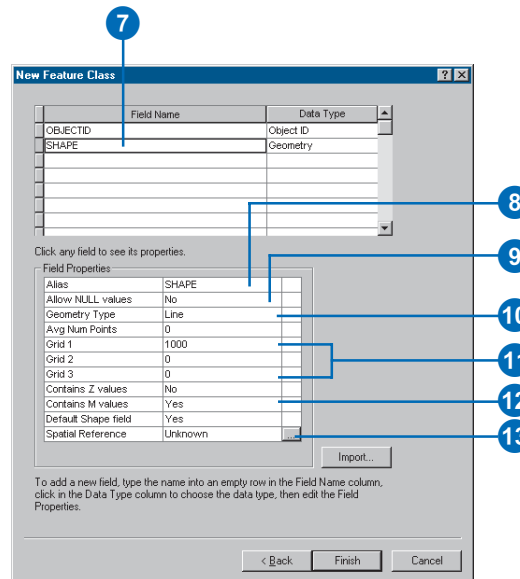 7
New Feature Class
? ×
Field Name Data Type
OBJECTID Object ID
SHAPE Geometry
8
Click any field to see its properties.
9
Field Properties
Alias SHAPE
Allow NULL values No
Geometry Type Line
10
Avg Num Points 0
Grid 1 1000
Grid 2 0
11
Grid 3 0
Contains Z values No
Contains M values Yes
12
Default Shape field Yes
Spatial Reference Unknown ...
13
Import...
To add a new field, type the name into an empty row in the Field Name column,
click in the Data Type column to choose the data type, then edit the Field
Properties.
< Back Finish Cancel